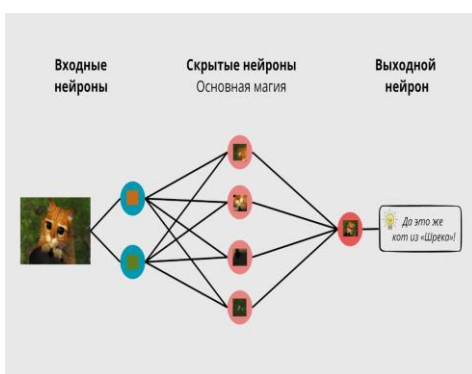 Входные
нейроны
Скрытые нейроны
Основная магия
Выходной
нейрон
Да это же
кот из «Шрека»!